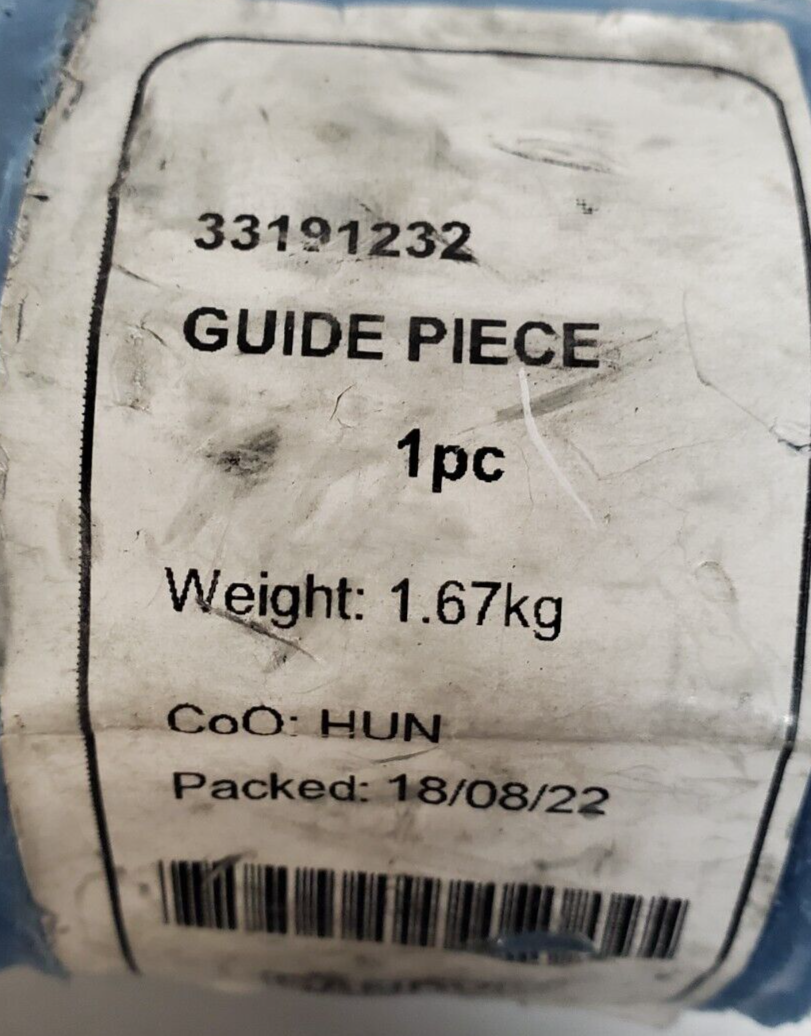 33191232
GUIDE PIECE
1pc
Weight: 1.67kg
CoO: HUN
Packed: 18/08/22